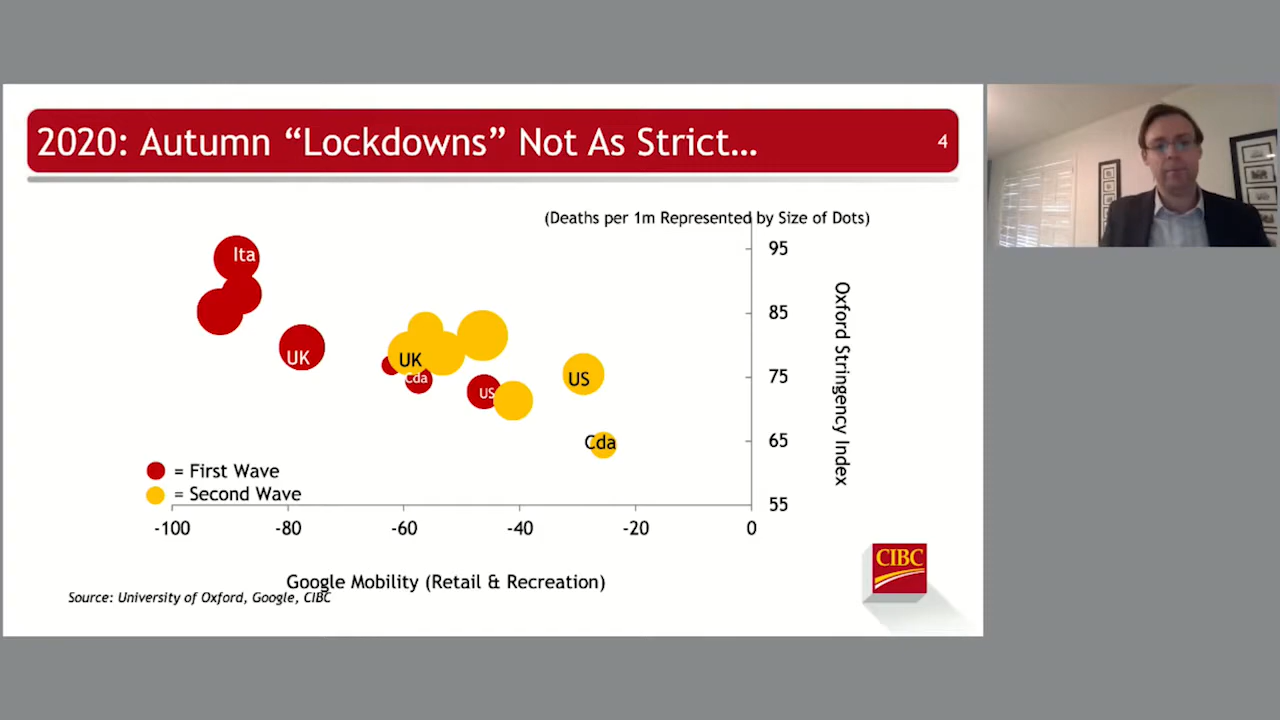 2020: Autumn “Lockdowns” Not As Strict...
4
(Deaths per 1m Represented by Size of Dots)
95
Ita
85
UK
UK
Cda
75
US
US
65
Cda
55
Oxford Stringency Index
= First Wave
= Second Wave
-100
-80
-60
-40
-20
0
Google Mobility (Retail & Recreation)
Source: University of Oxford, Google, CIBC
CIBC